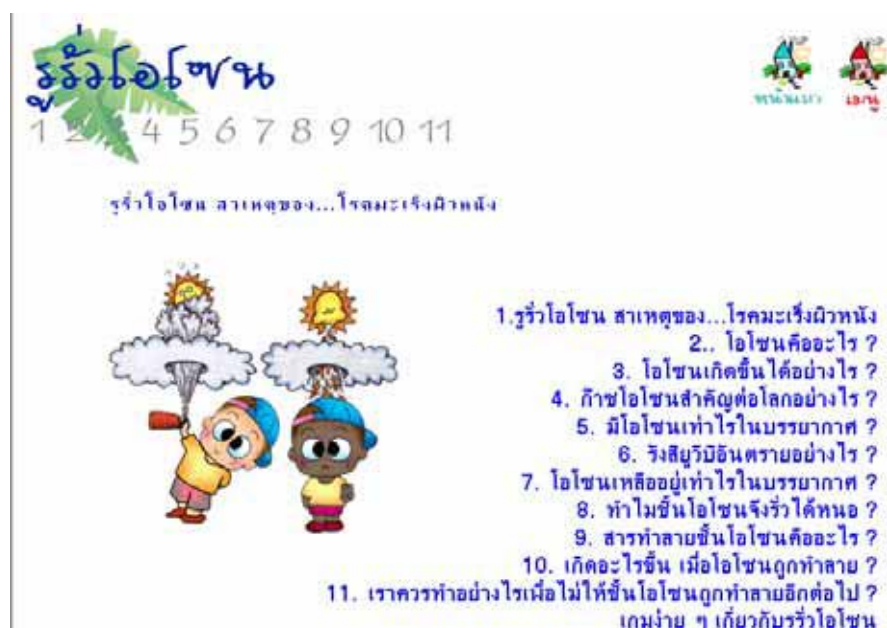 รูรั่วโอโซน
หน้าแรก เมนู
1 2 4 5 6 7 8 9 10 11
รูรั่วโอโซน สาเหตุของ...โรคมะเร็งผิวหนัง
1.รูรั่วโอโซน สาเหตุของ...โรคมะเร็งผิวหนัง
2.. โอโซนคืออะไร ?
3. โอโซนเกิดขึ้นได้อย่างไร ?
4. ก๊าซโอโซนสำคัญต่อโลกอย่างไร ?
5. มีโอโซนเท่าไรในบรรยากาศ ?
6. รังสียูวีมีอันตรายอย่างไร ?
7. โอโซนเหลืออยู่เท่าไรในบรรยากาศ ?
8. ทำไมชั้นโอโซนจึงรั่วได้หนอ ?
9. สารทำลายชั้นโอโซนคืออะไร ?
10. เกิดอะไรขึ้น เมื่อโอโซนถูกทำลาย ?
11. เราควรทำอย่างไรเพื่อไม่ให้ชั้นโอโซนถูกทำลายอีกต่อไป ?
เกมง่าย ๆ เกี่ยวกับรูรั่วโอโซน